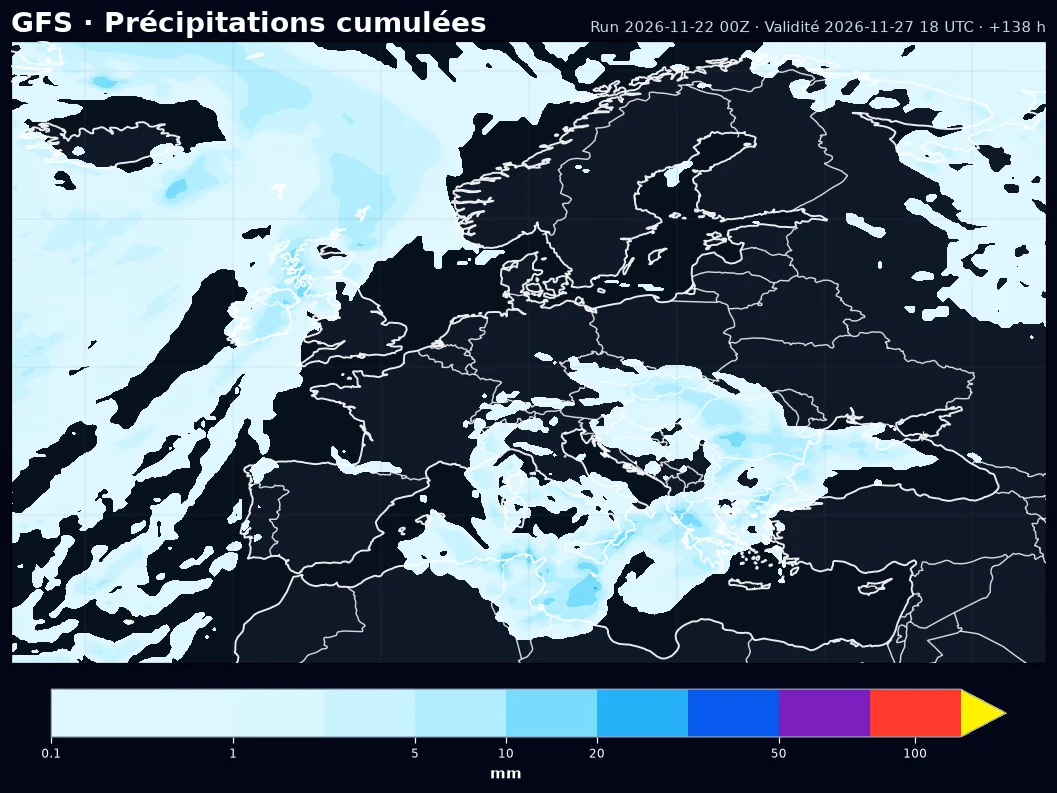 GFS · Précipitations cumulées
Run 2026-11-22 00Z · Validité 2026-11-27 18 UTC · +138 h
0.1 1 5 10 20 50 100
mm